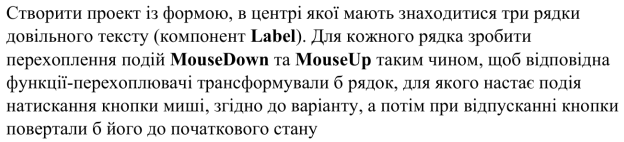 Створити проект із формою, в центрі якої мають знаходитися три рядки
довільного тексту (компонент Label). Для кожного рядка зробити
перехоплення подій MouseDown та MouseUp таким чином, щоб відповідна
функції-перехоплювачі трансформували б рядок, для якого настає подія
натискання кнопки миші, згідно до варіанту, а потім при відпусканні кнопки
повертали б його до початкового стану